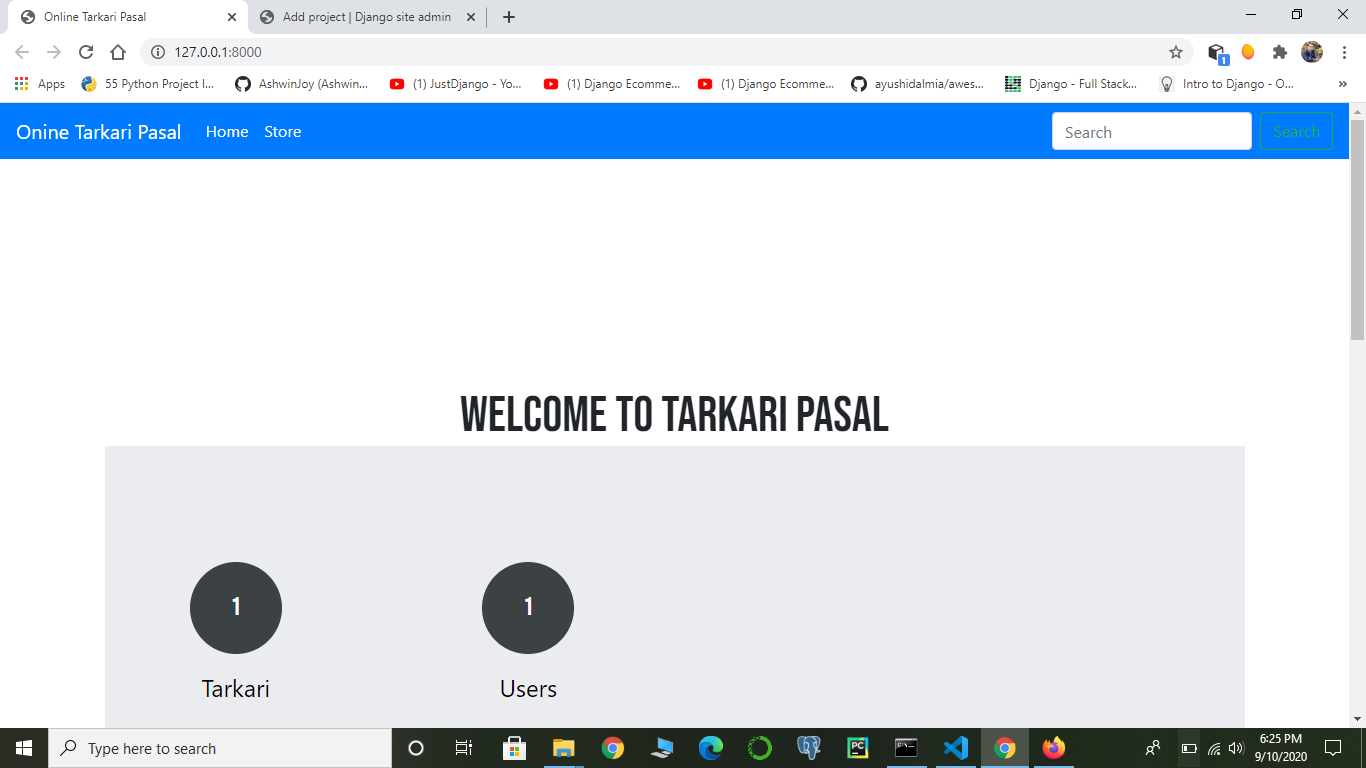 Online Tarkari Pasal
Add project | Django site admin
127.0.0.1:8000
1
Apps
55 Python Project I...
AshwinJoy (Ashwin...
(1) JustDjango - Yo...
(1) Django Ecomme...
(1) Django Ecomme...
ayushidalmia/awes...
Django - Full Stack...
Intro to Django - O...
»
Onine Tarkari Pasal
Home
Store
Search
Search
WELCOME TO TARKARI PASAL
1
1
Tarkari
Users
Type here to search
PC
6:25 PM
9/10/2020